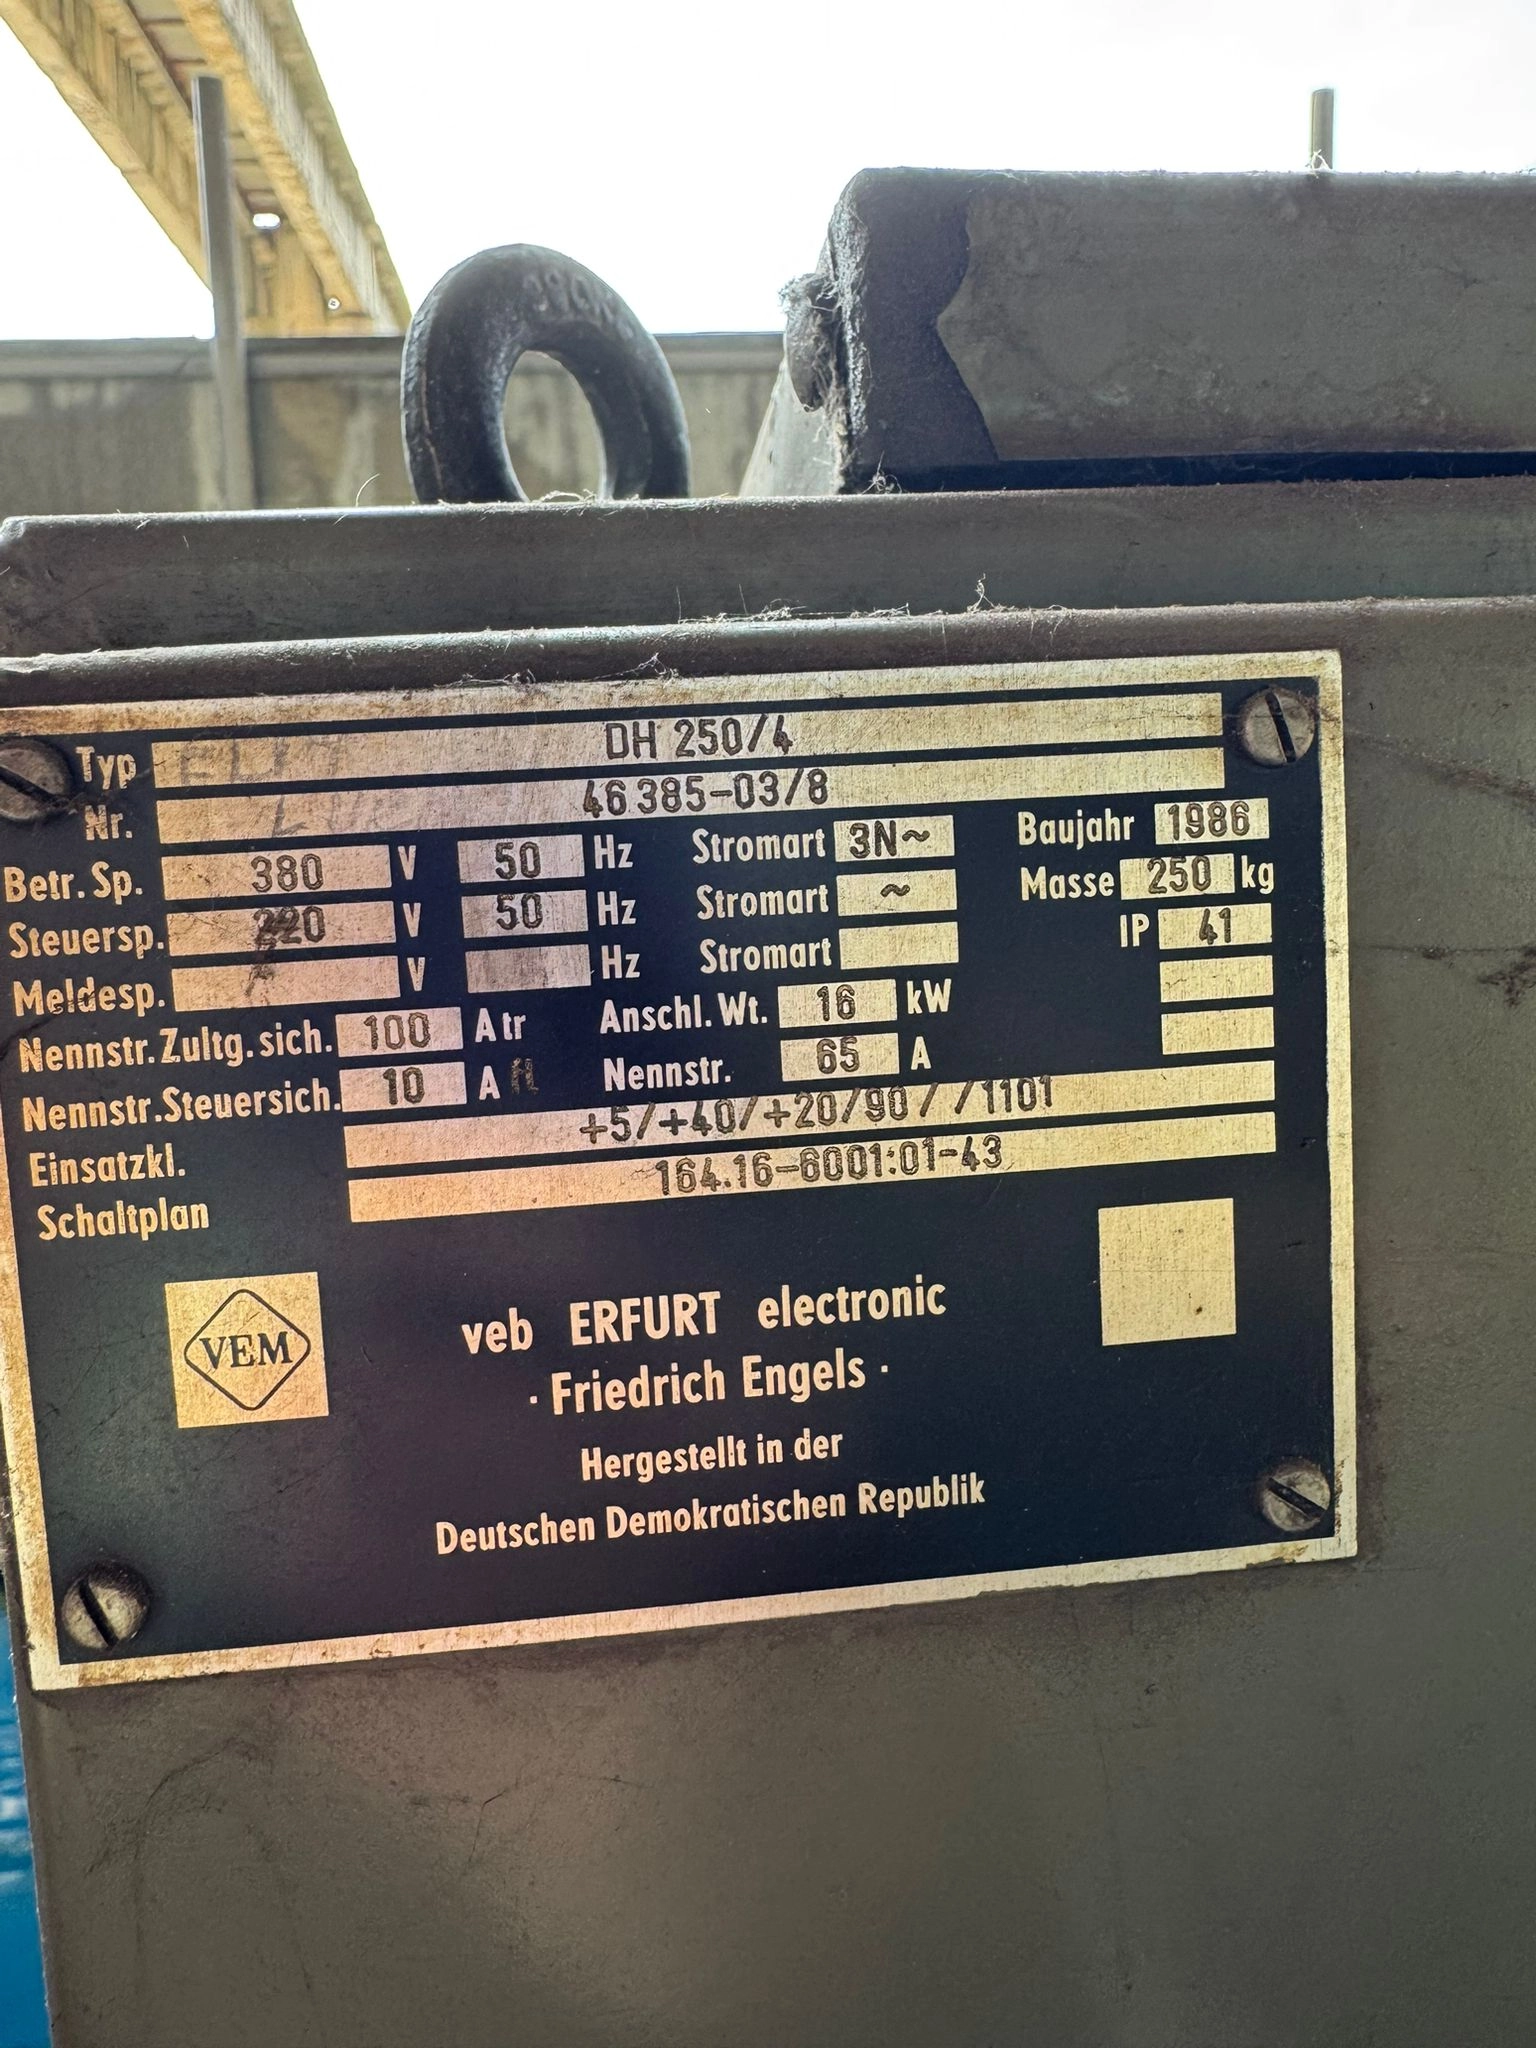 Typ DH 250/4
Nr. 46385-03/8
Betr. Sp. 380 V 50 Hz Stromart 3N~ Baujahr 1986
Steuersp. 220 V 50 Hz Stromart ~ Masse 250 kg
Meldesp. V Hz Stromart IP 41
Nennstr. Zultg. sich. 100 A tr Anschl. Wt. 16 kW
Nennstr. Steuersich. 10 A fl Nennstr. 65 A
Einsatzkl. +5/+40/+20/90//1101
Schaltplan 164.16-6001:01-43
VEM
veb ERFURT electronic
· Friedrich Engels ·
Hergestellt in der
Deutschen Demokratischen Republik